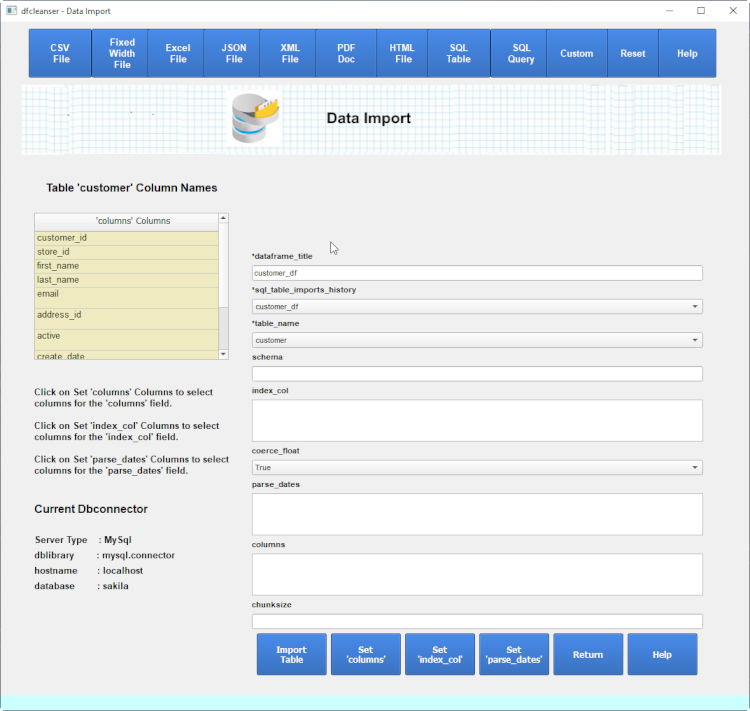 dfcleanser - Data Import
CSV
File
Fixed
Width
File
Excel
File
JSON
File
XML
File
PDF
Doc
HTML
File
SQL
Table
SQL
Query
Custom
Reset
Help
Data Import
Table 'customer' Column Names
'columns' Columns
customer_id
store_id
first_name
last_name
email
address_id
active
create_date
Click on Set 'columns' Columns to select
columns for the 'columns' field.
Click on Set 'index_col' Columns to select
columns for the 'index_col' field.
Click on Set 'parse_dates' Columns to select
columns for the 'parse_dates' field.
Current Dbconnector
Server Type : MySql
dblibrary : mysql.connector
hostname : localhost
database : sakila
*dataframe_title
customer_df
*sql_table_imports_history
customer_df
*table_name
customer
schema
index_col
coerce_float
True
parse_dates
columns
chunksize
Import
Table
Set
'columns'
Set
'index_col'
Set
'parse_dates'
Return
Help